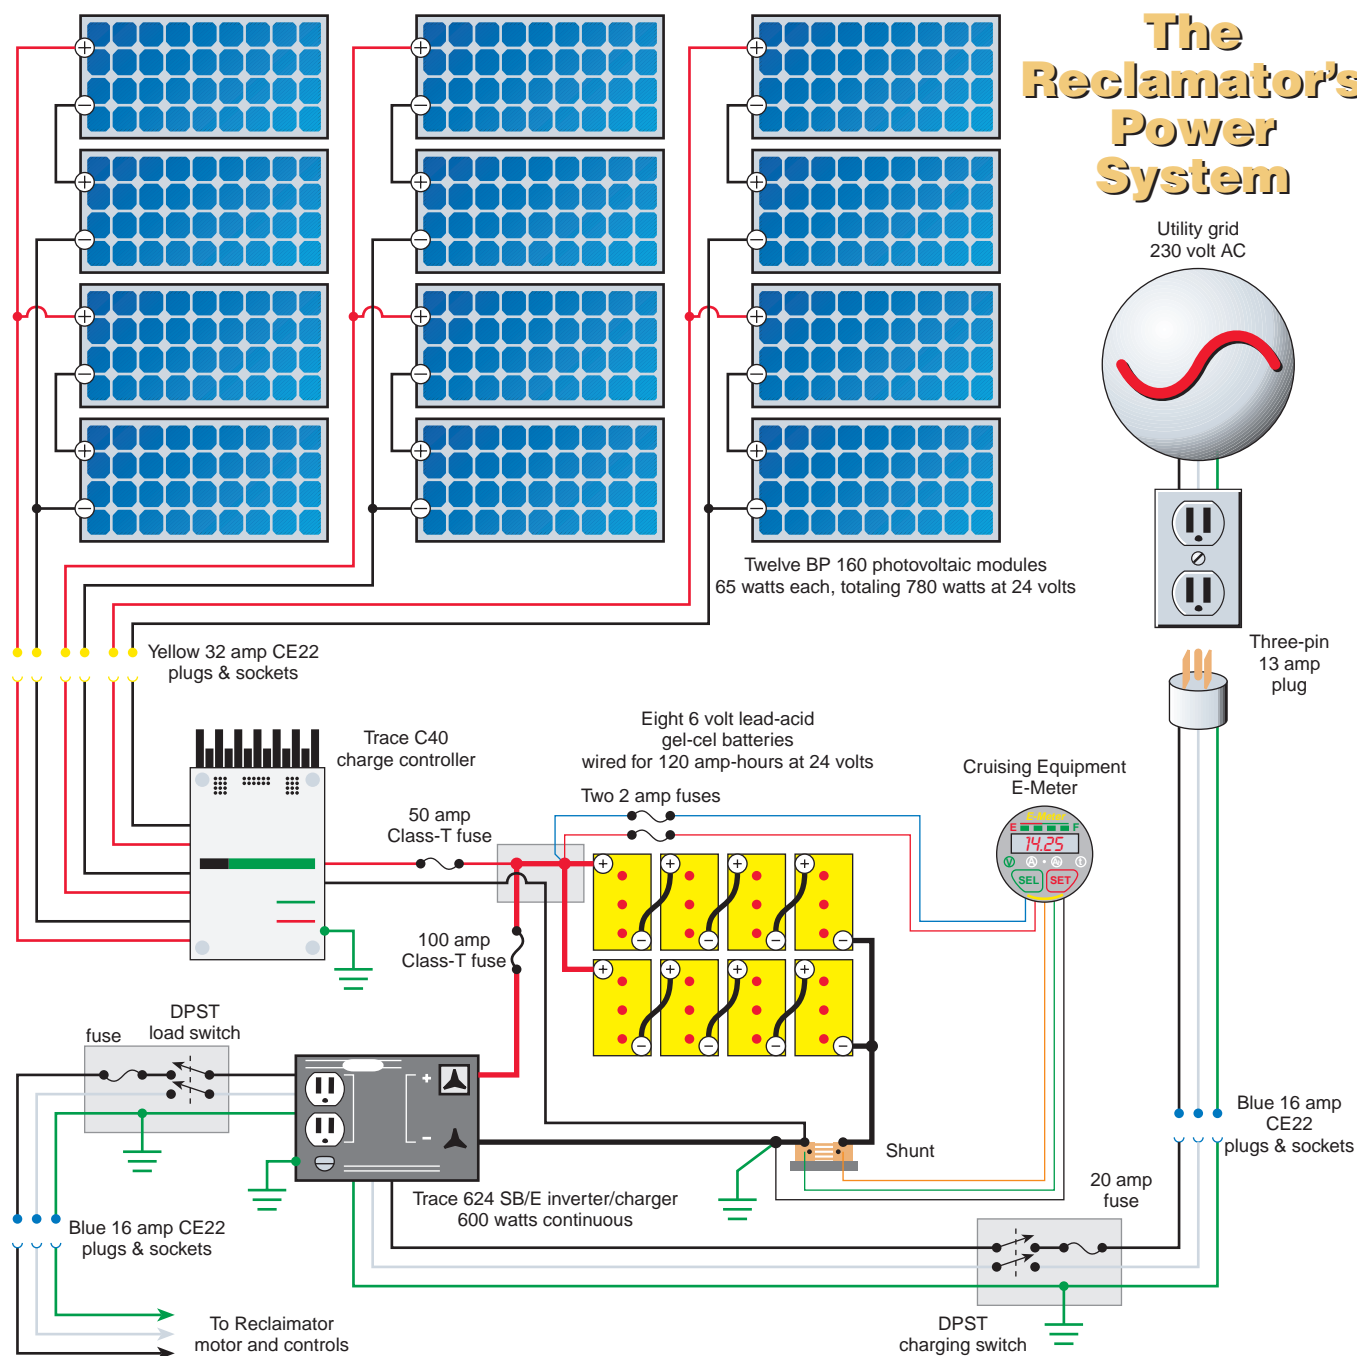 The
Reclamator's
Power
System
Utility grid
230 volt AC
Twelve BP 160 photovoltaic modules
65 watts each, totaling 780 watts at 24 volts
Three-pin
13 amp
plug
Yellow 32 amp CE22
plugs & sockets
Trace C40
charge controller
Eight 6 volt lead-acid
gel-cel batteries
wired for 120 amp-hours at 24 volts
Two 2 amp fuses
Cruising Equipment
E-Meter
50 amp
Class-T fuse
E-Meter
E F
14.25
V A Ah t
SEL SET
100 amp
Class-T fuse
DPST
load switch
fuse
Shunt
Blue 16 amp
CE22
plugs & sockets
Trace 624 SB/E inverter/charger
600 watts continuous
20 amp
fuse
Blue 16 amp CE22
plugs & sockets
To Reclaimator
motor and controls
DPST
charging switch